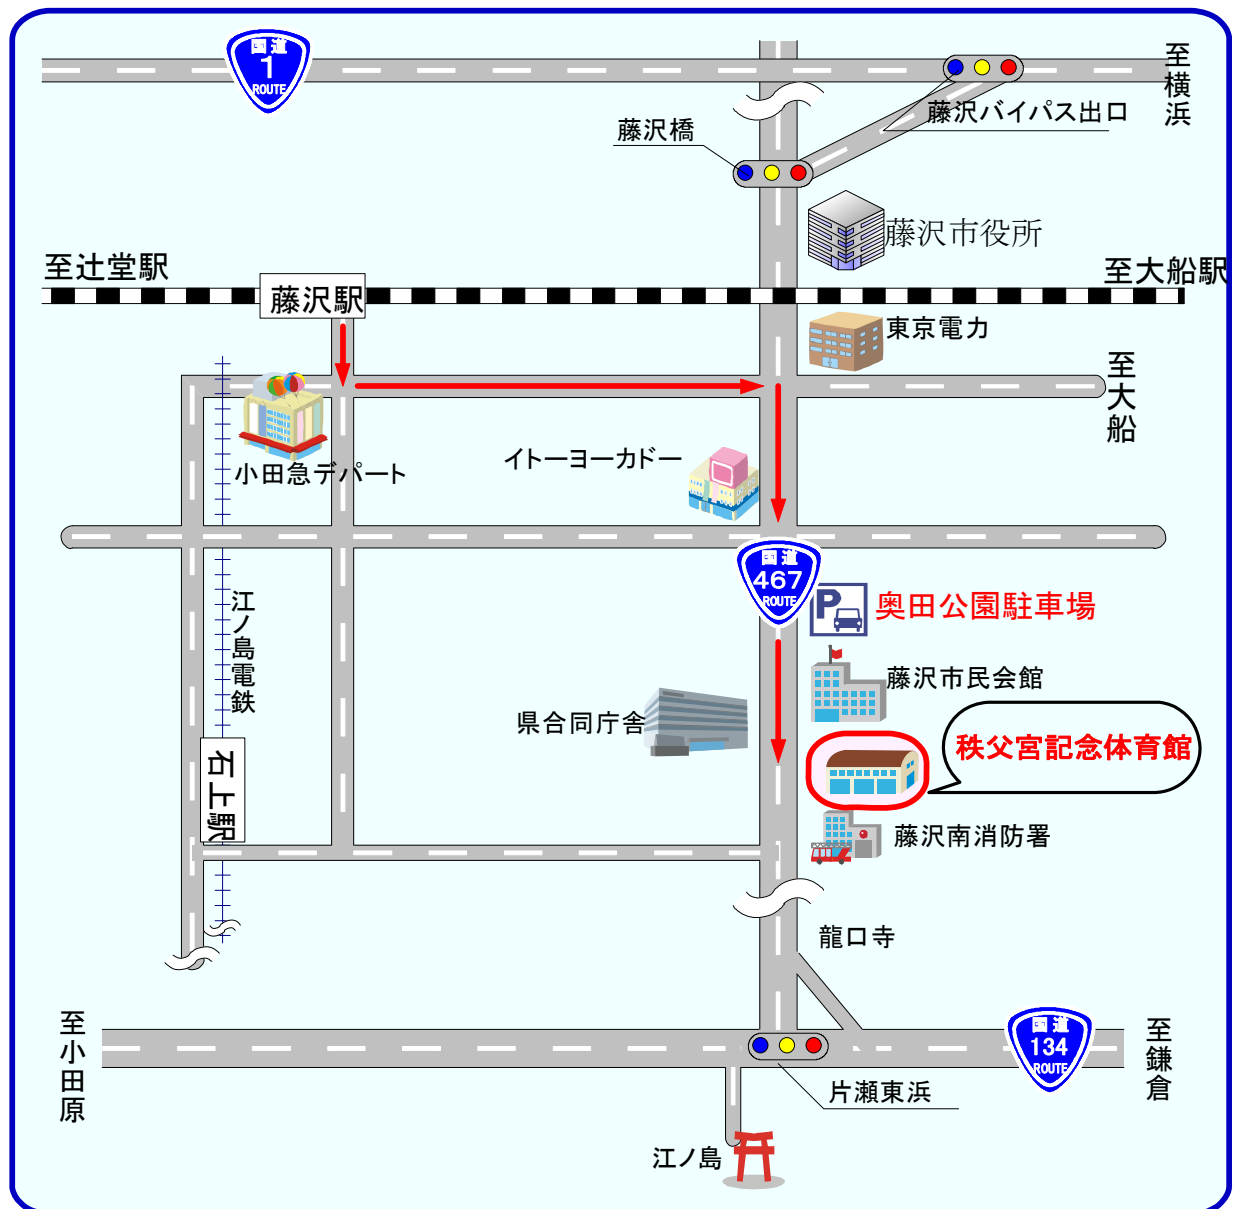 国道
1
ROUTE
至横浜
藤沢バイパス出口
藤沢橋
藤沢市役所
至辻堂駅
藤沢駅
至大船駅
東京電力
至大船
小田急デパート
イトーヨーカドー
国道
467
ROUTE
P
奥田公園駐車場
江ノ島電鉄
藤沢市民会館
県合同庁舎
秩父宮記念体育館
石上駅
藤沢南消防署
龍口寺
至小田原
国道
134
ROUTE
至鎌倉
片瀬東浜
江ノ島